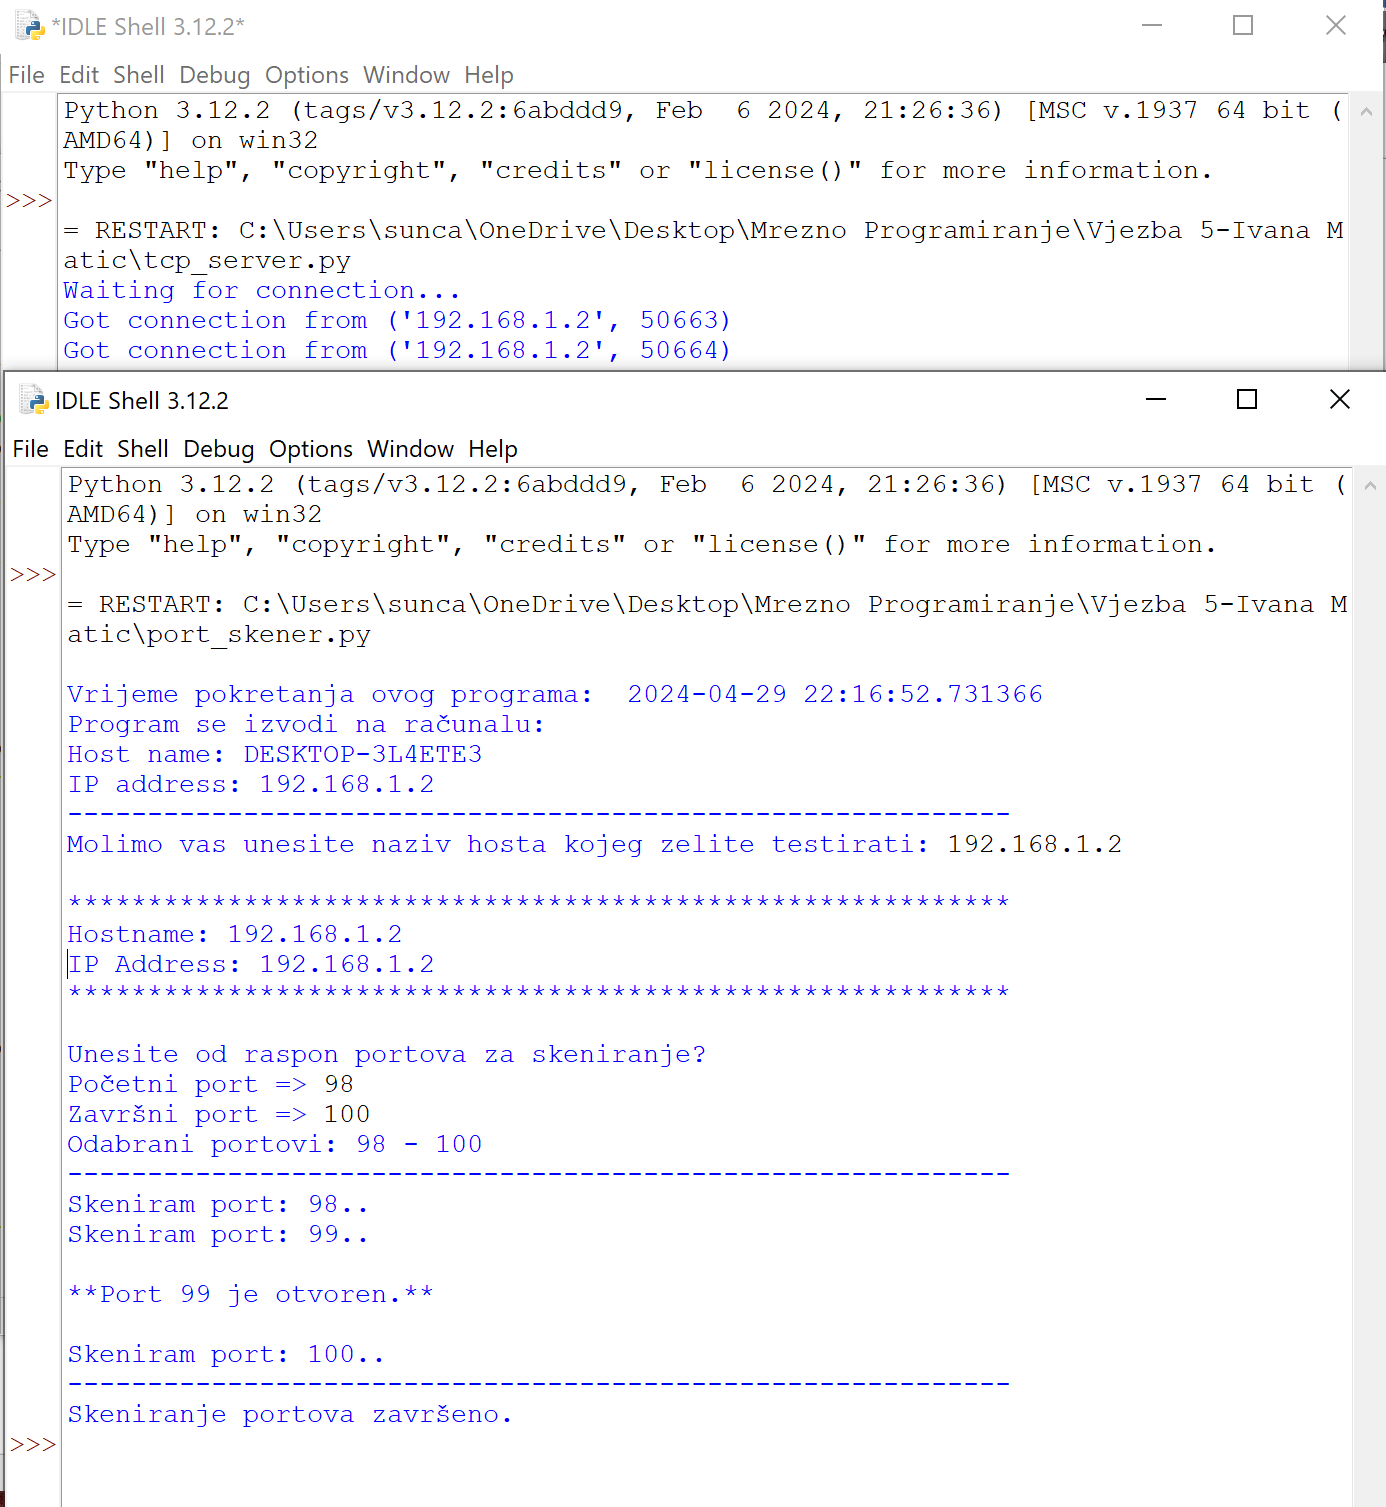 *IDLE Shell 3.12.2*
File Edit Shell Debug Options Window Help
Python 3.12.2 (tags/v3.12.2:6abddd9, Feb  6 2024, 21:26:36) [MSC v.1937 64 bit (
AMD64)] on win32
Type "help", "copyright", "credits" or "license()" for more information.
>>>
= RESTART: C:\Users\sunca\OneDrive\Desktop\Mrezno Programiranje\Vjezba 5-Ivana M
atic\tcp_server.py
Waiting for connection...
Got connection from ('192.168.1.2', 50663)
Got connection from ('192.168.1.2', 50664)
IDLE Shell 3.12.2
File Edit Shell Debug Options Window Help
Python 3.12.2 (tags/v3.12.2:6abddd9, Feb  6 2024, 21:26:36) [MSC v.1937 64 bit (
AMD64)] on win32
Type "help", "copyright", "credits" or "license()" for more information.
>>>
= RESTART: C:\Users\sunca\OneDrive\Desktop\Mrezno Programiranje\Vjezba 5-Ivana M
atic\port_skener.py
Vrijeme pokretanja ovog programa:  2024-04-29 22:16:52.731366
Program se izvodi na računalu:
Host name: DESKTOP-3L4ETE3
IP address: 192.168.1.2
-----------------------------------------------------------
Molimo vas unesite naziv hosta kojeg zelite testirati: 192.168.1.2
***********************************************************
Hostname: 192.168.1.2
IP Address: 192.168.1.2
***********************************************************
Unesite od raspon portova za skeniranje?
Početni port => 98
Završni port => 100
Odabrani portovi: 98 - 100
-----------------------------------------------------------
Skeniram port: 98..
Skeniram port: 99..
**Port 99 je otvoren.**
Skeniram port: 100..
-----------------------------------------------------------
Skeniranje portova završeno.
>>>